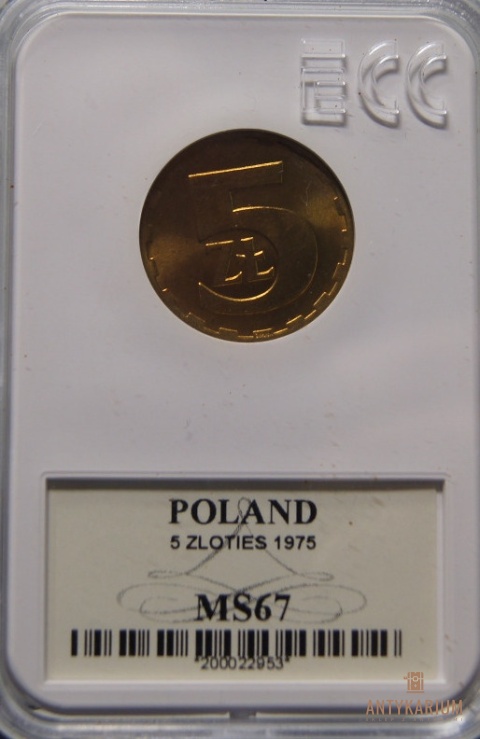 ECC
5
ZŁ
POLAND
5 ZLOTIES 1975
MS67
*200022953*
ANTYKARIUM